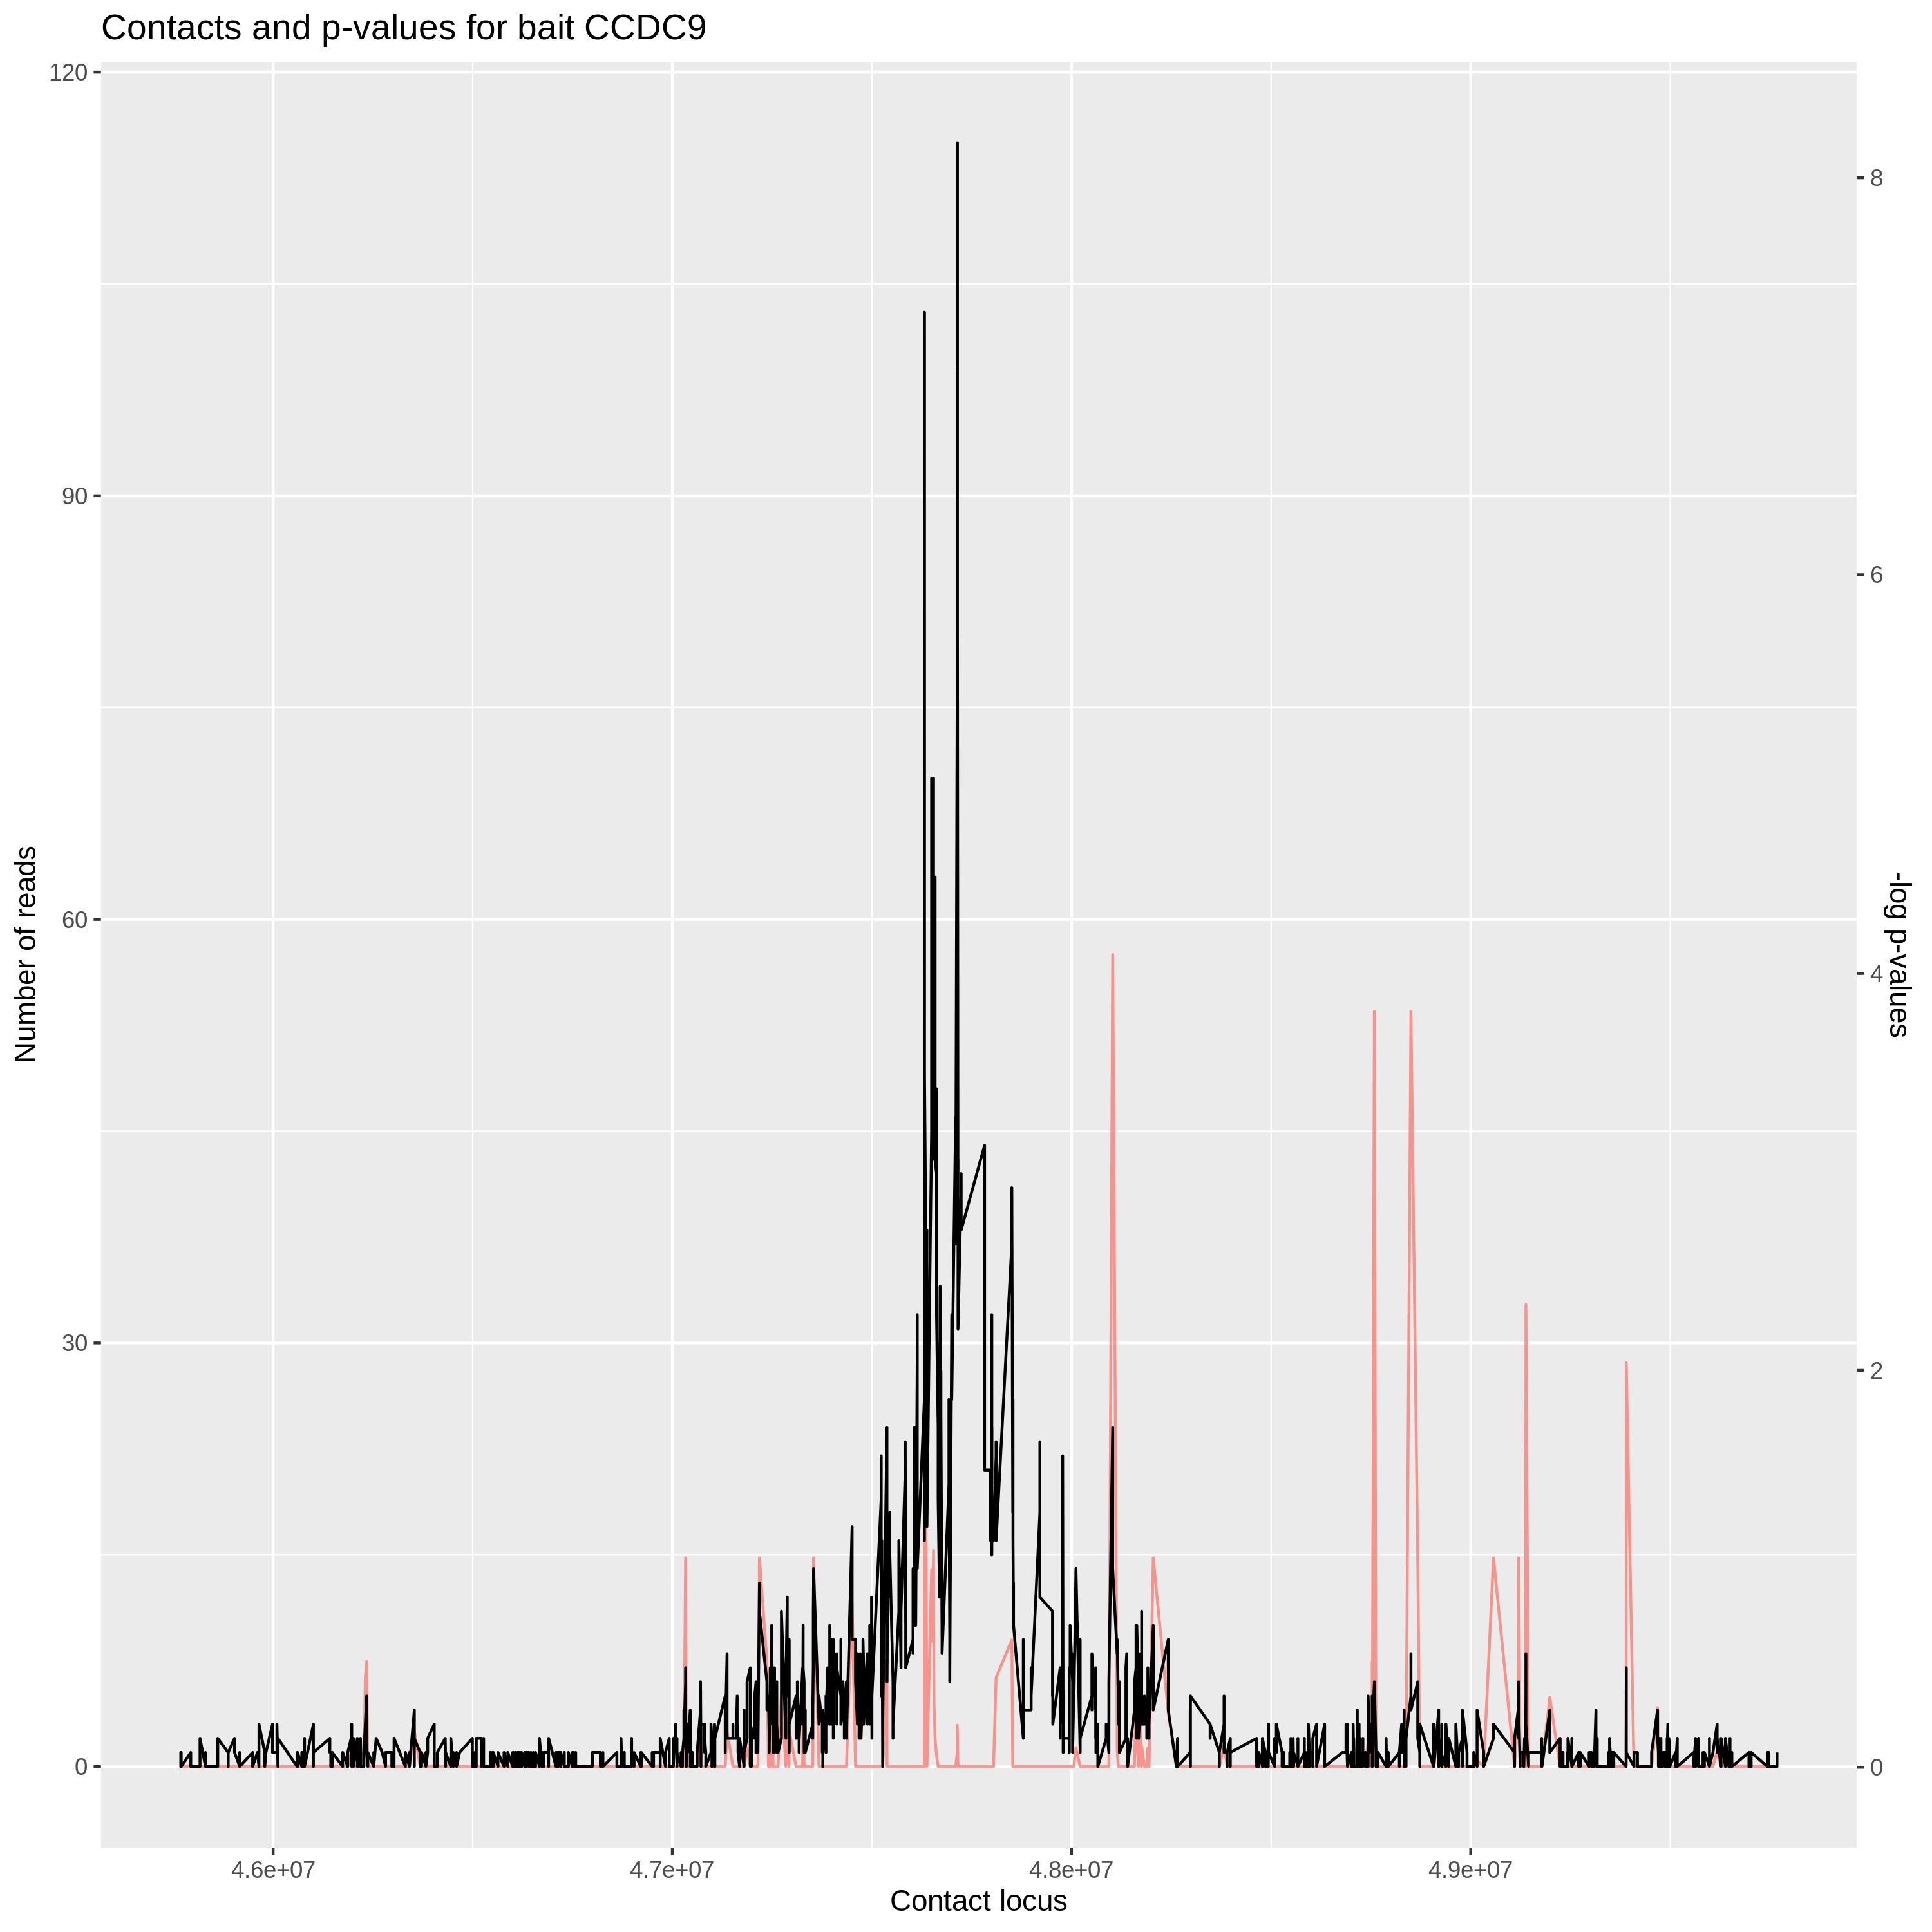 Contacts and p-values for bait CCDC9
120
90
60
30
0
Number of reads
8
6
4
2
0
-log p-values
4.6e+07
4.7e+07
4.8e+07
4.9e+07
Contact locus